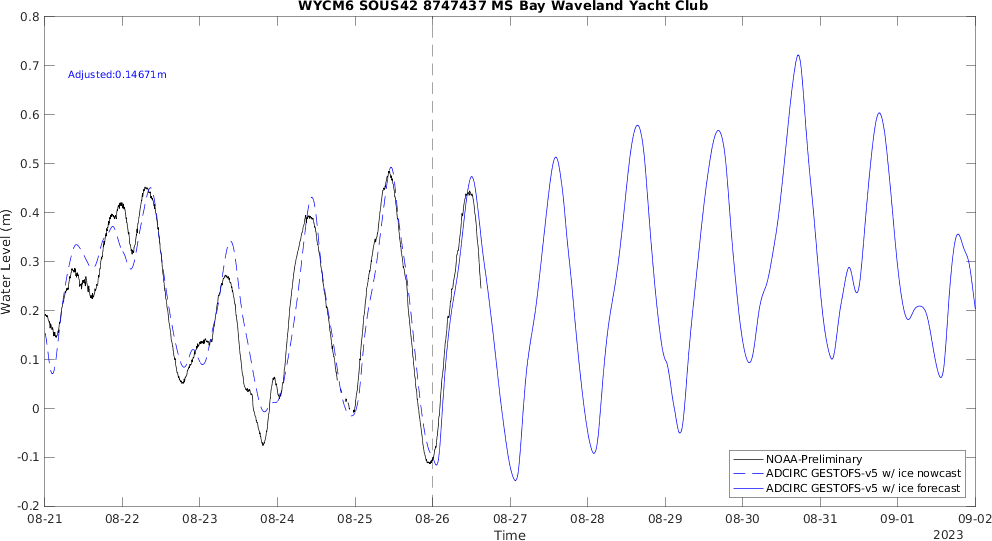 WYCM6 SOUS42 8747437 MS Bay Waveland Yacht Club
Adjusted:0.14671m
Water Level (m)
0.8
0.7
0.6
0.5
0.4
0.3
0.2
0.1
0
-0.1
-0.2
NOAA-Preliminary
ADCIRC GESTOFS-v5 w/ ice nowcast
ADCIRC GESTOFS-v5 w/ ice forecast
08-21 08-22 08-23 08-24 08-25 08-26 08-27 08-28 08-29 08-30 08-31 09-01 09-02
Time
2023